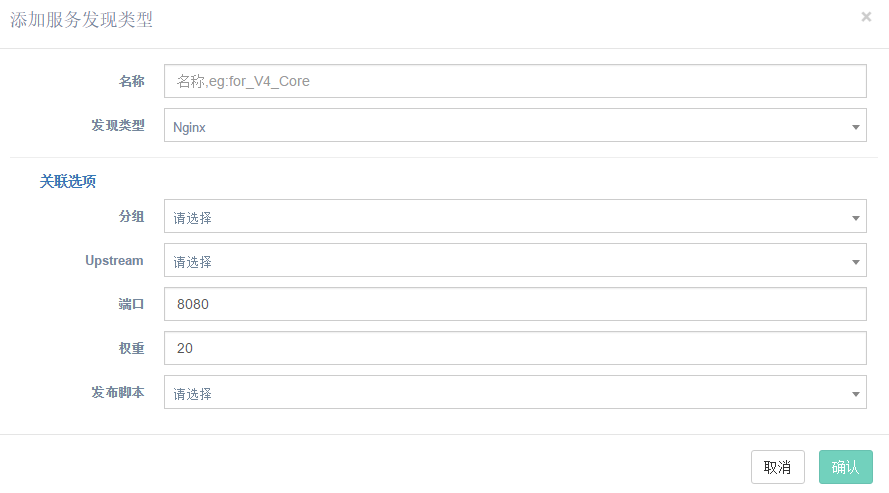 添加服务发现类型 ×
名称 名称,eg:for_V4_Core
发现类型 Nginx
关联选项
分组 请选择
Upstream 请选择
端口 8080
权重 20
发布脚本 请选择
取消 确认